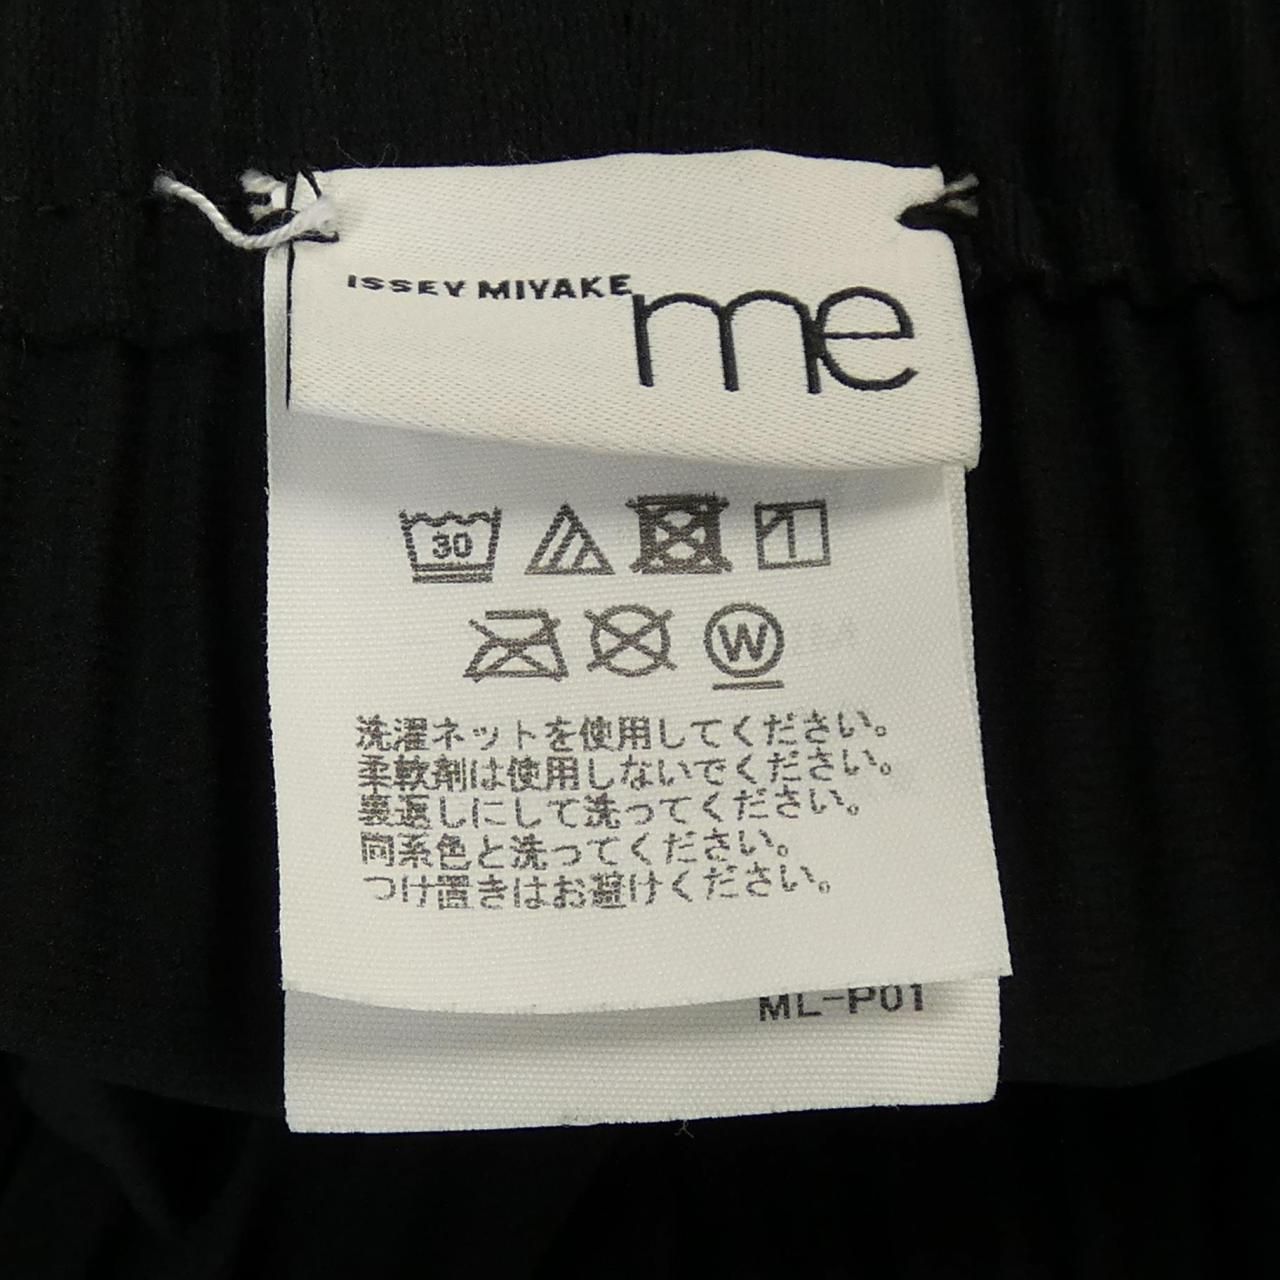 ISSEY MIYAKE
me
30
W
洗濯ネットを使用してください。
柔軟剤は使用しないでください。
裏返しにして洗ってください。
同系色と洗ってください。
つけ置きはお避けください。
ML-P01